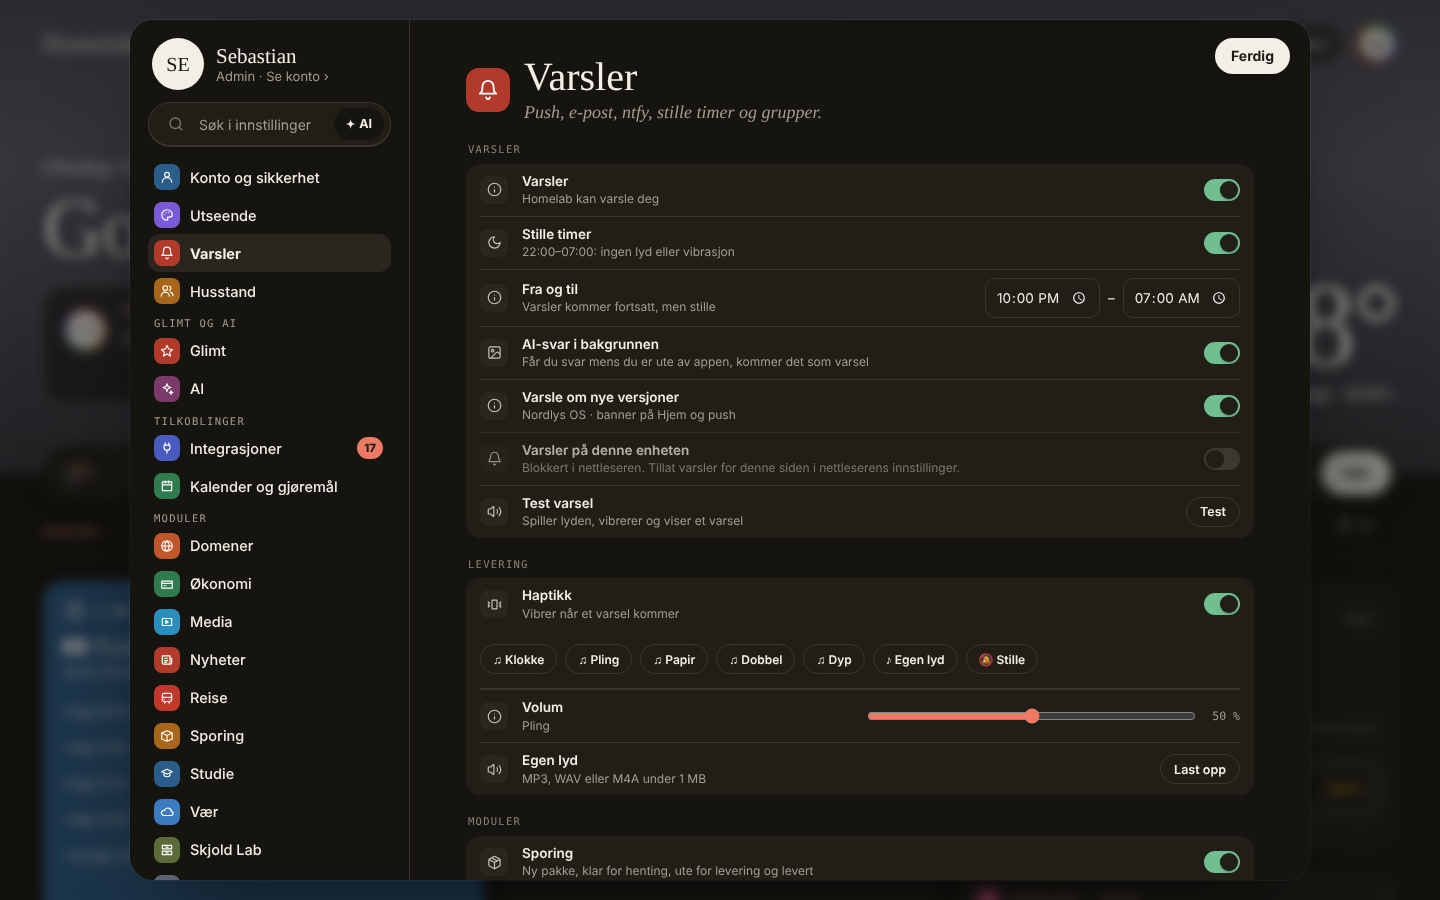 SE
Sebastian
Admin · Se konto ›
Søk i innstillinger
✦ AI
Konto og sikkerhet
Utseende
Varsler
Husstand
GLIMT OG AI
Glimt
AI
TILKOBLINGER
Integrasjoner
17
Kalender og gjøremål
MODULER
Domener
Økonomi
Media
Nyheter
Reise
Sporing
Studie
Vær
Skjold Lab
Ferdig
Varsler
Push, e-post, ntfy, stille timer og grupper.
VARSLER
Varsler
Homelab kan varsle deg
Stille timer
22:00–07:00: ingen lyd eller vibrasjon
Fra og til
Varsler kommer fortsatt, men stille
10:00 PM – 07:00 AM
AI-svar i bakgrunnen
Får du svar mens du er ute av appen, kommer det som varsel
Varsle om nye versjoner
Nordlys OS · banner på Hjem og push
Varsler på denne enheten
Blokkert i nettleseren. Tillat varsler for denne siden i nettleserens innstillinger.
Test varsel
Spiller lyden, vibrerer og viser et varsel
Test
LEVERING
Haptikk
Vibrer når et varsel kommer
♫ Klokke ♫ Pling ♫ Papir ♫ Dobbel ♫ Dyp ♪ Egen lyd 🔕 Stille
Volum
Pling
50 %
Egen lyd
MP3, WAV eller M4A under 1 MB
Last opp
MODULER
Sporing
Ny pakke, klar for henting, ute for levering og levert
8°